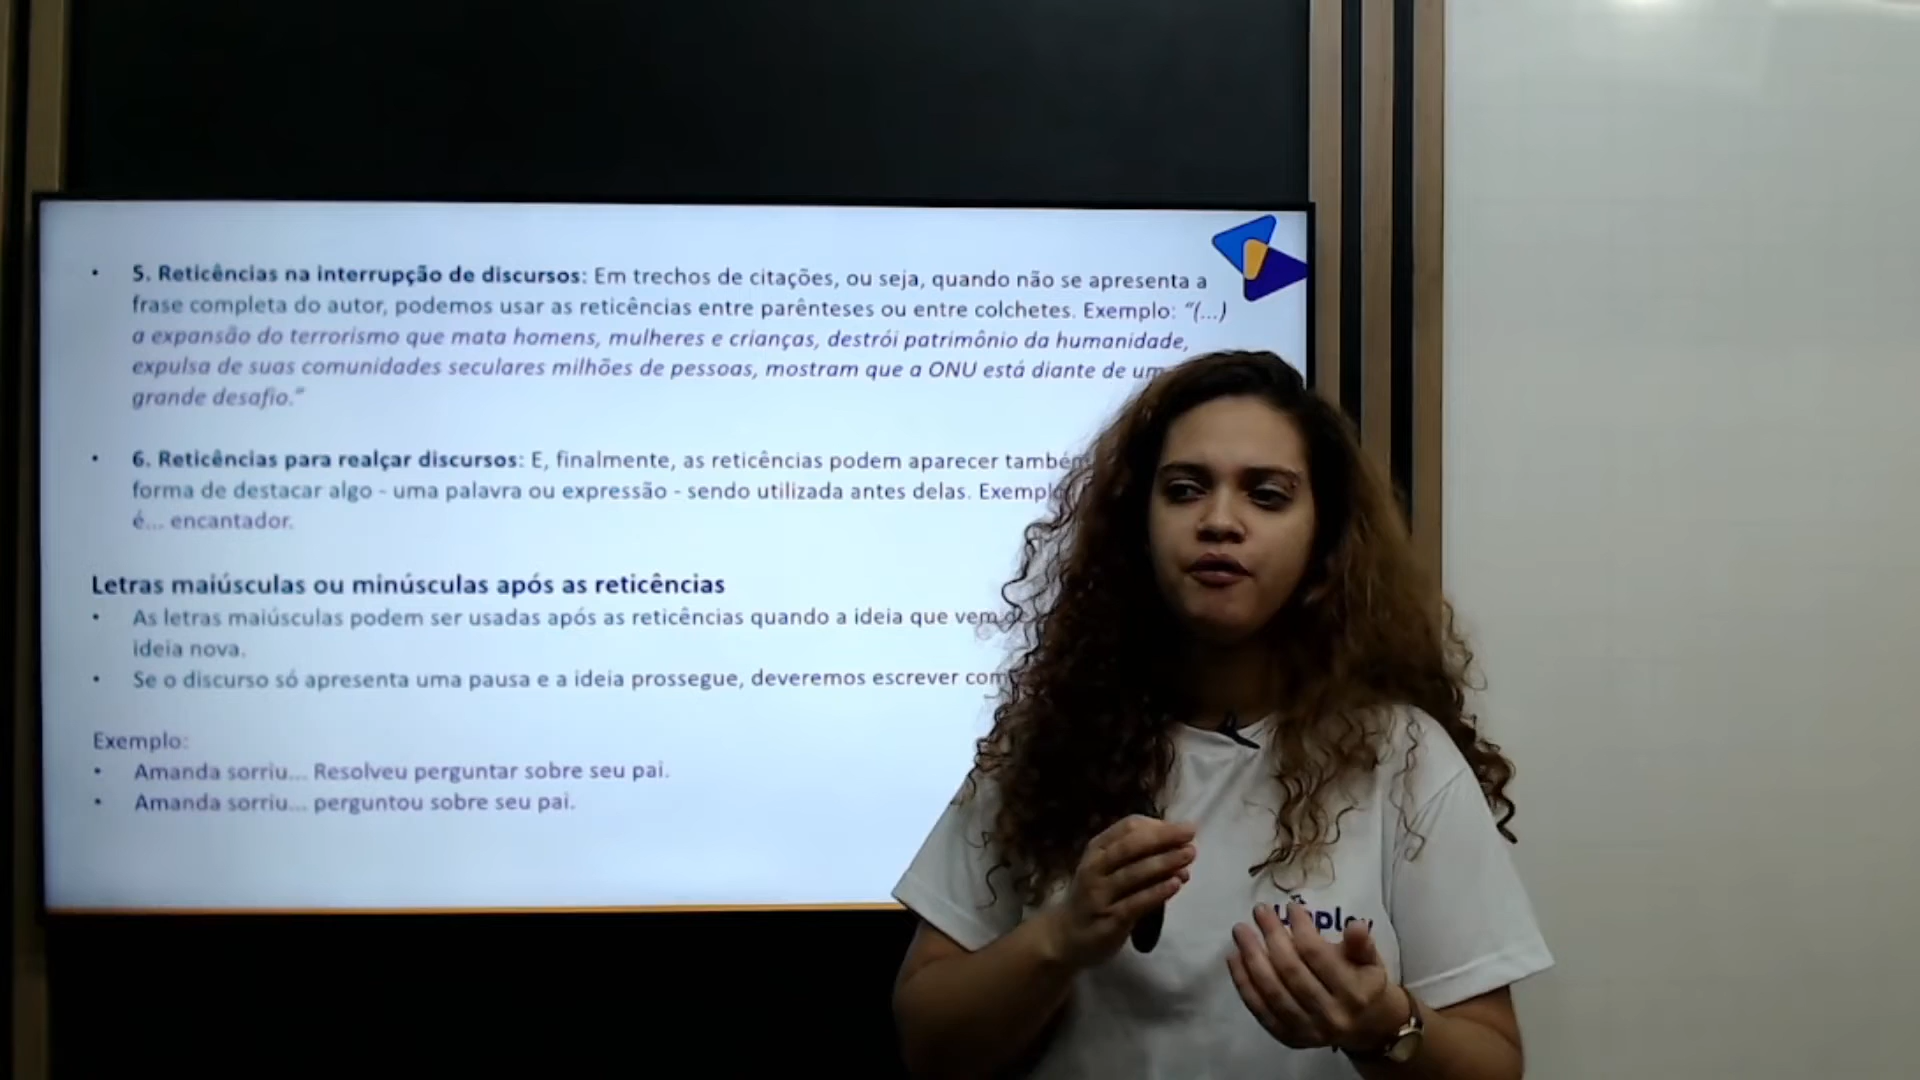 • 5. Reticências na interrupção de discursos: Em trechos de citações, ou seja, quando não se apresenta a
frase completa do autor, podemos usar as reticências entre parênteses ou entre colchetes. Exemplo: “(...)
a expansão do terrorismo que mata homens, mulheres e crianças, destrói patrimônio da humanidade,
expulsa de suas comunidades seculares milhões de pessoas, mostram que a ONU está diante de um
grande desafio.”
• 6. Reticências para realçar discursos: E, finalmente, as reticências podem aparecer també
forma de destacar algo - uma palavra ou expressão - sendo utilizada antes delas. Exempl
é... encantador.
Letras maiúsculas ou minúsculas após as reticências
• As letras maiúsculas podem ser usadas após as reticências quando a ideia que vem
ideia nova.
• Se o discurso só apresenta uma pausa e a ideia prossegue, deveremos escrever com
Exemplo:
• Amanda sorriu... Resolveu perguntar sobre seu pai.
• Amanda sorriu... perguntou sobre seu pai.